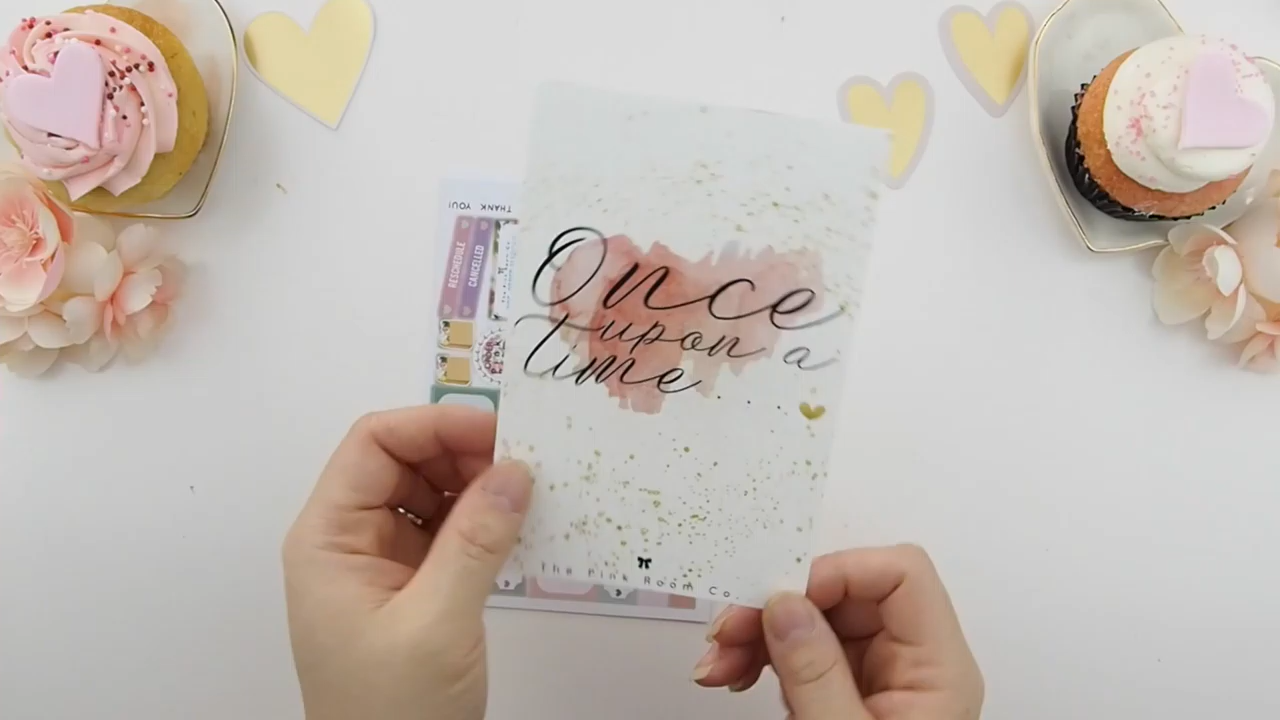 THANK YOU!
RESCHEDULE
CANCELLED
Once
upon a
Time....
The Pink Room Co.